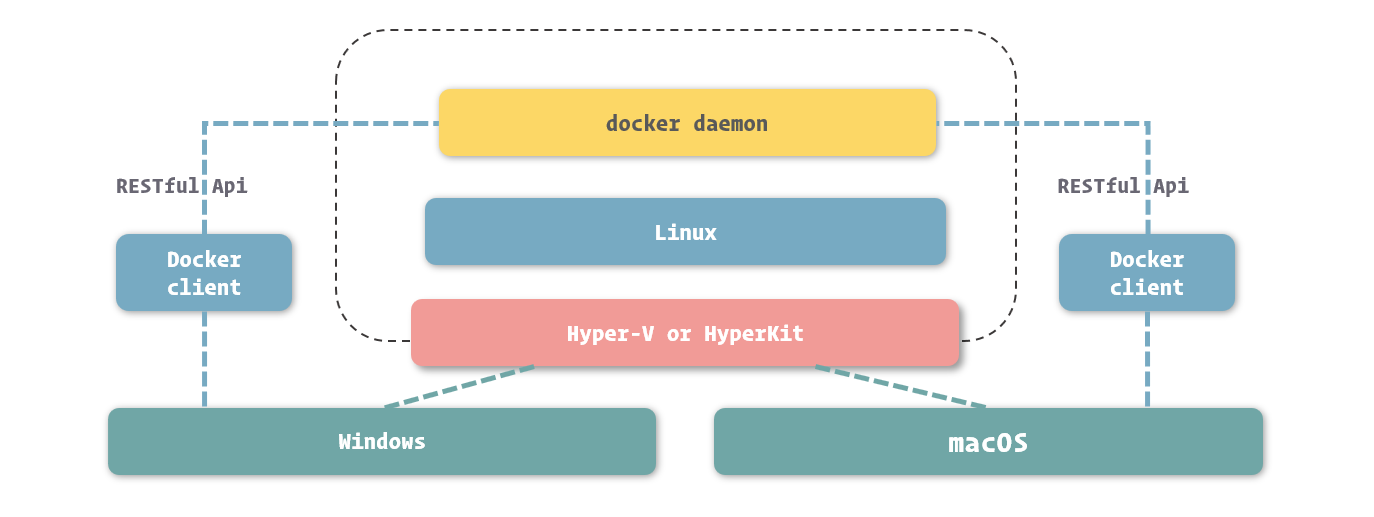 docker daemon
RESTful Api
RESTful Api
Linux
Docker
client
Docker
client
Hyper-V or HyperKit
Windows
macOS